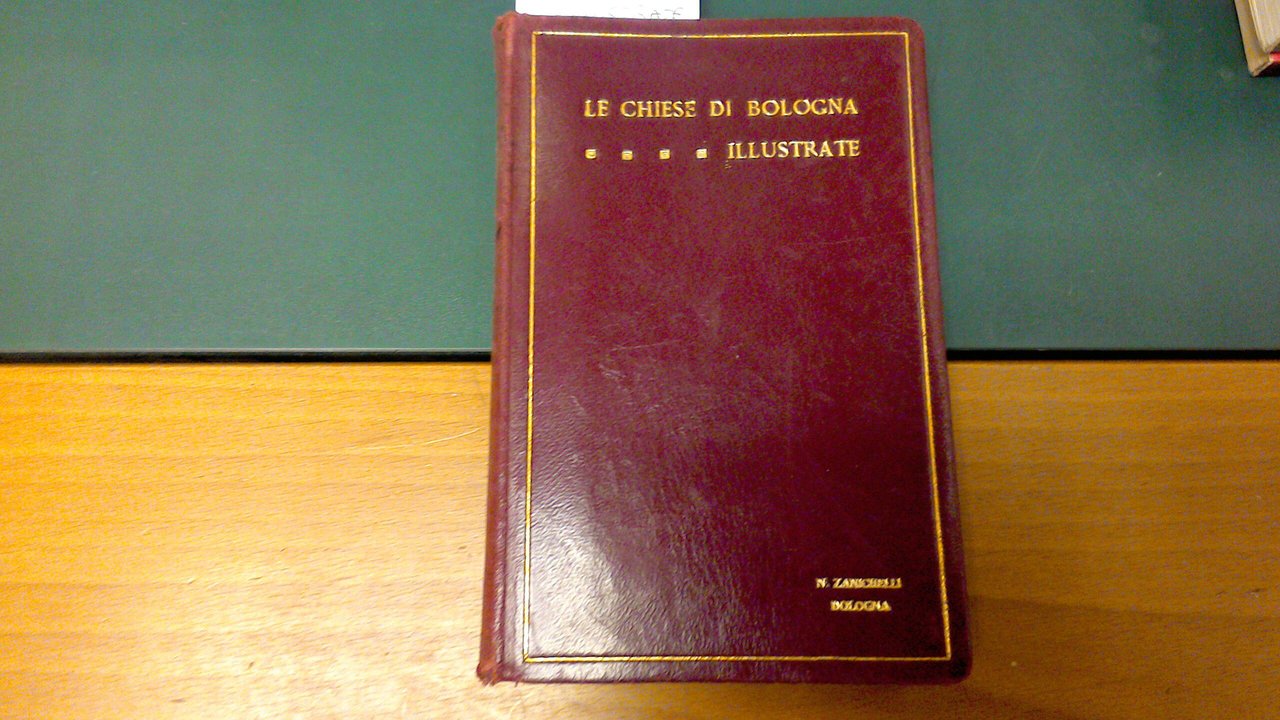 LE CHIESE DI BOLOGNA
ILLUSTRATE
N. ZANICHELLI
BOLOGNA